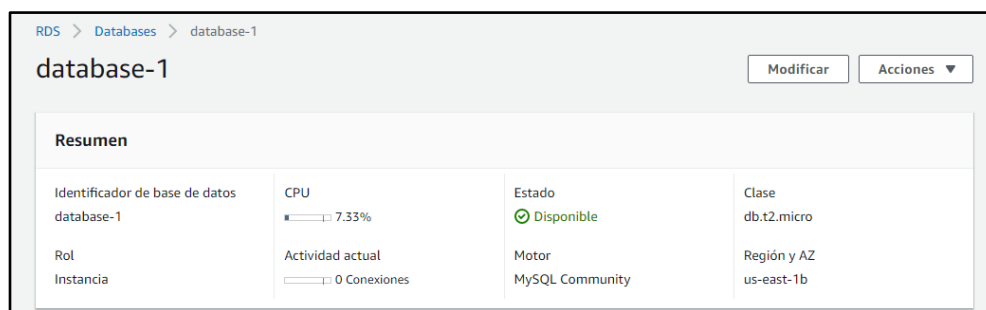 RDS > Databases > database-1
database-1
Modificar
Acciones ▼
Resumen
Identificador de base de datos
database-1
CPU
7.33%
Estado
Disponible
Clase
db.t2.micro
Rol
Instancia
Actividad actual
0 Conexiones
Motor
MySQL Community
Región y AZ
us-east-1b